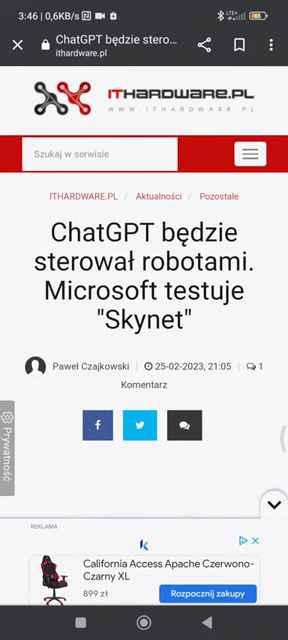 3:46 | 0,6KB/s
LTE+
ChatGPT będzie stero...
ithardware.pl
ITHARDWARE.PL
WWW.ITHARDWARE.PL
Szukaj w serwisie
ITHARDWARE.PL / Aktualności / Pozostałe
ChatGPT będzie
sterował robotami.
Microsoft testuje
"Skynet"
Paweł Czajkowski | 25-02-2023, 21:05 | 1
Komentarz
Prywatność
REKLAMA
California Access Apache Czerwono-
Czarny XL
899 zł
Rozpocznij zakupy